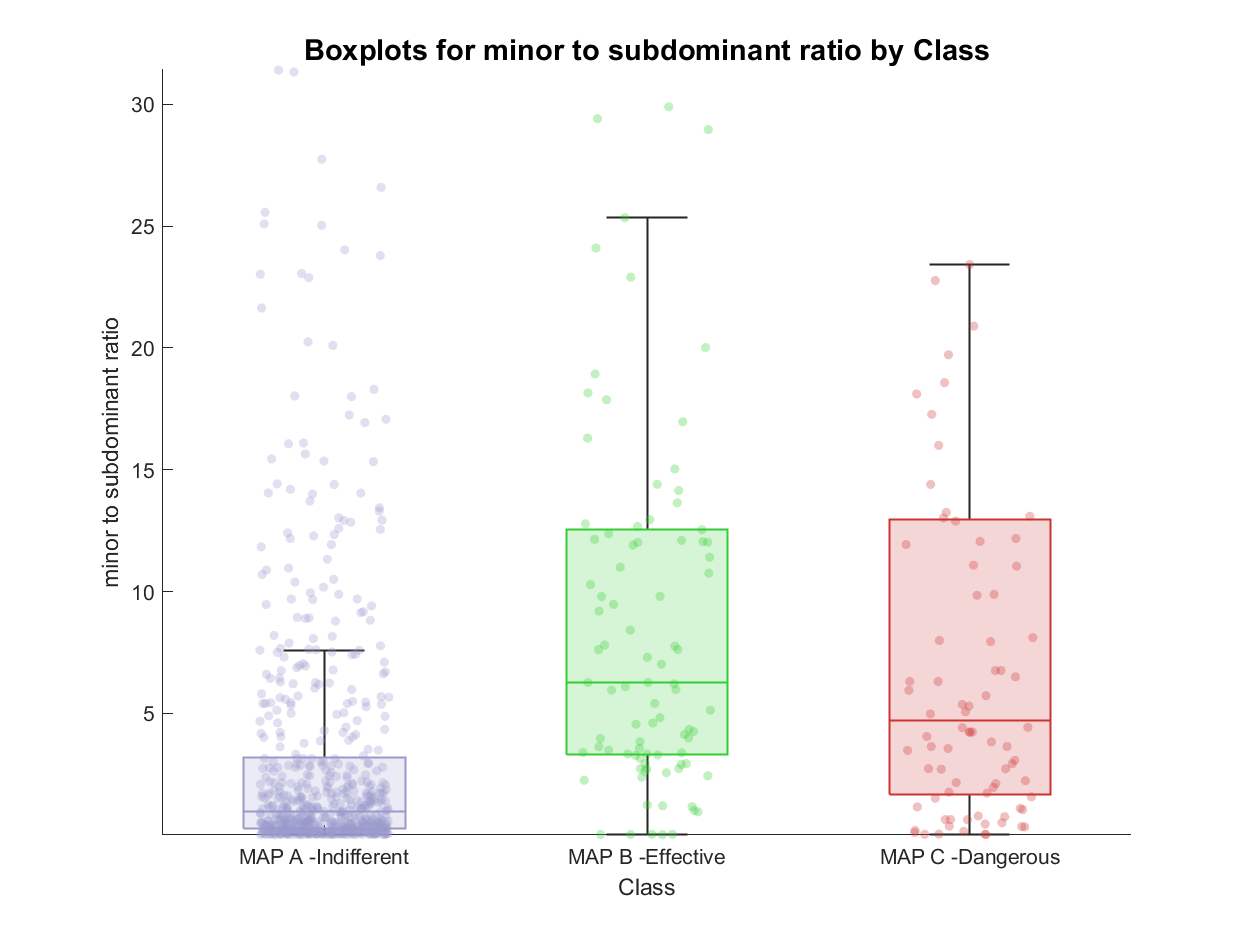 Boxplots for minor to subdominant ratio by Class
30
25
20
15
10
5
minor to subdominant ratio
MAP A -Indifferent
MAP B -Effective
MAP C -Dangerous
Class